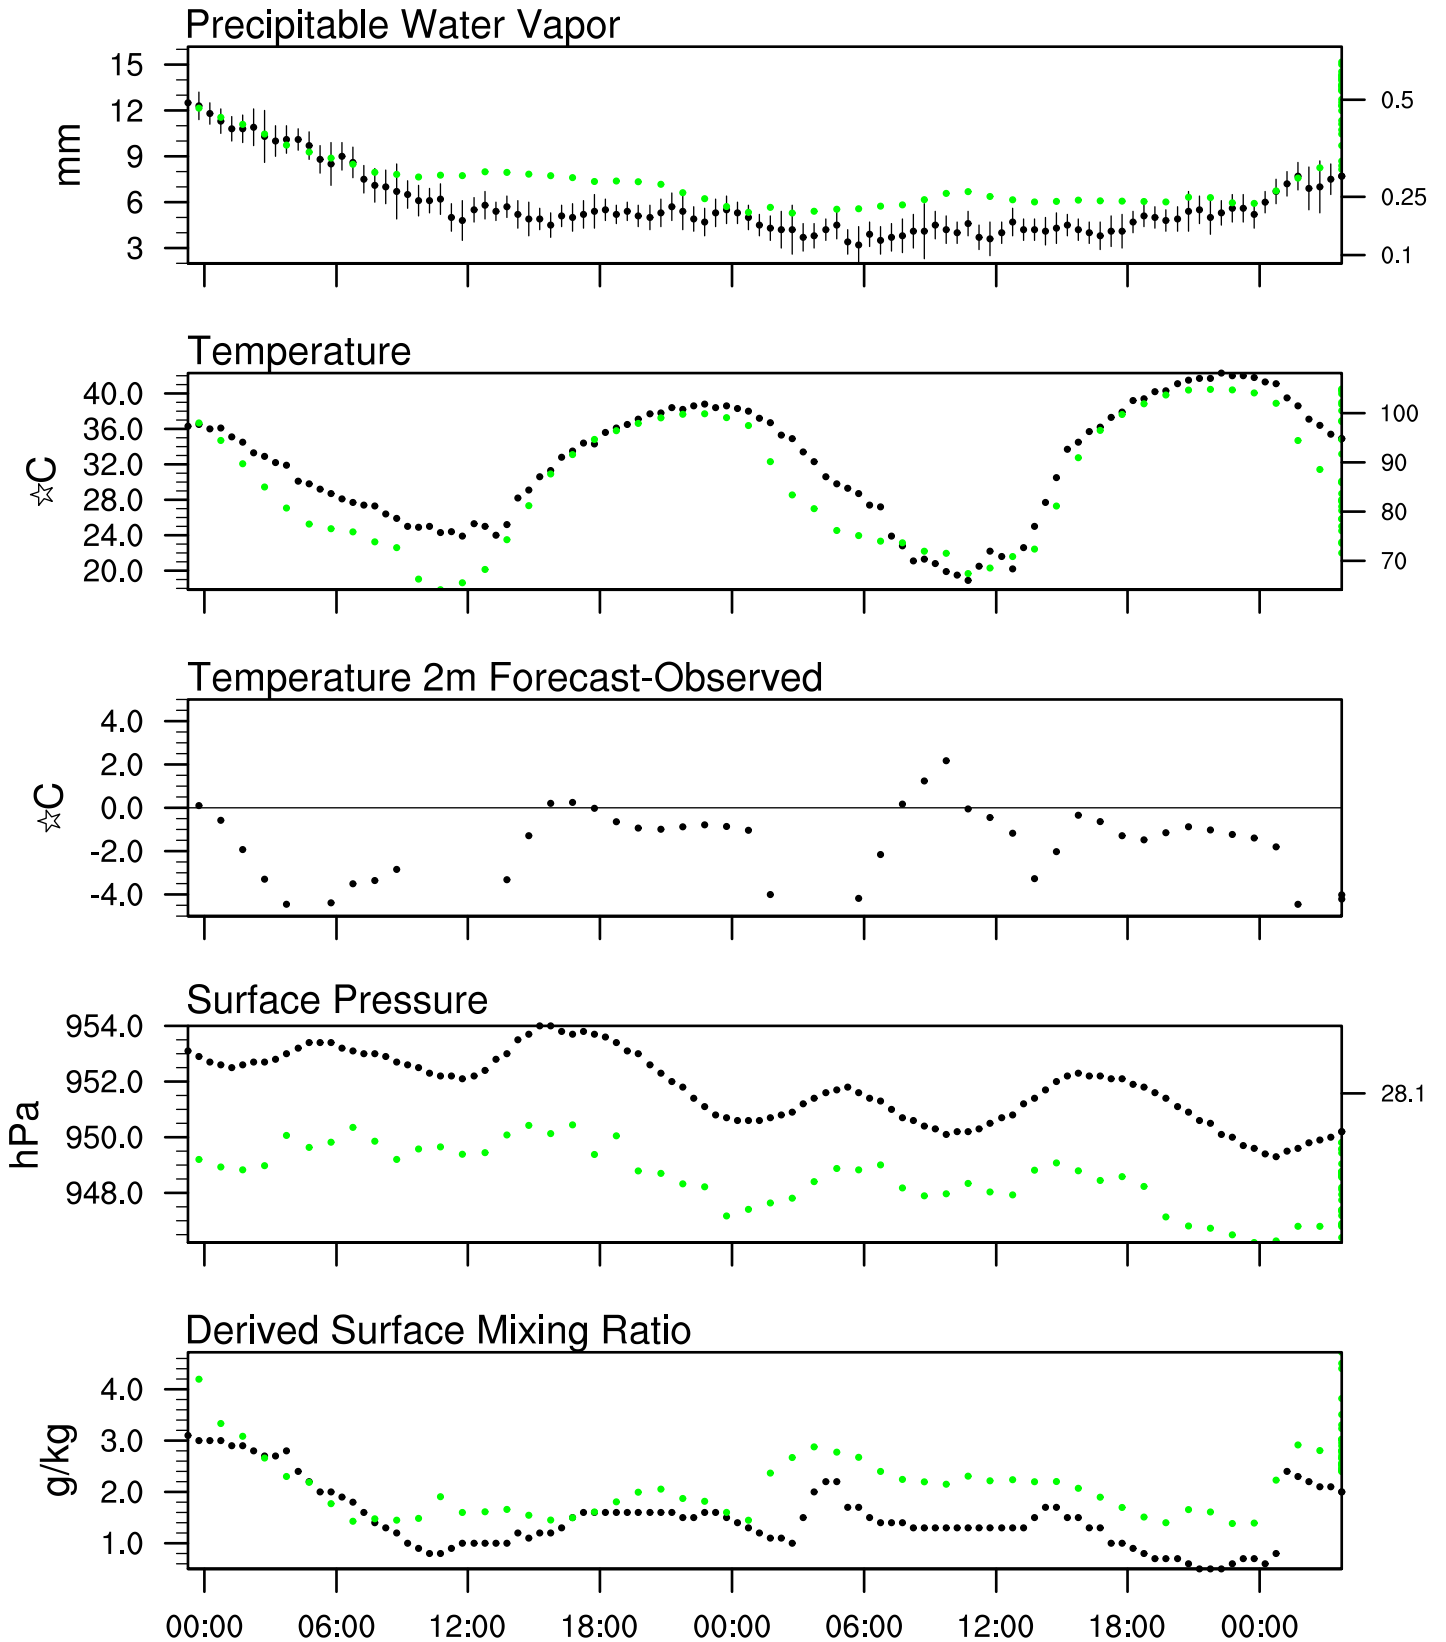 Precipitable Water Vapor
15
12
9
6
3
mm
0.5
0.25
0.1
Temperature
40.0
36.0
32.0
28.0
24.0
20.0
☆C
100
90
80
70
Temperature 2m Forecast-Observed
4.0
2.0
0.0
-2.0
-4.0
☆C
Surface Pressure
954.0
952.0
950.0
948.0
hPa
28.1
Derived Surface Mixing Ratio
4.0
3.0
2.0
1.0
g/kg
00:00 06:00 12:00 18:00 00:00 06:00 12:00 18:00 00:00